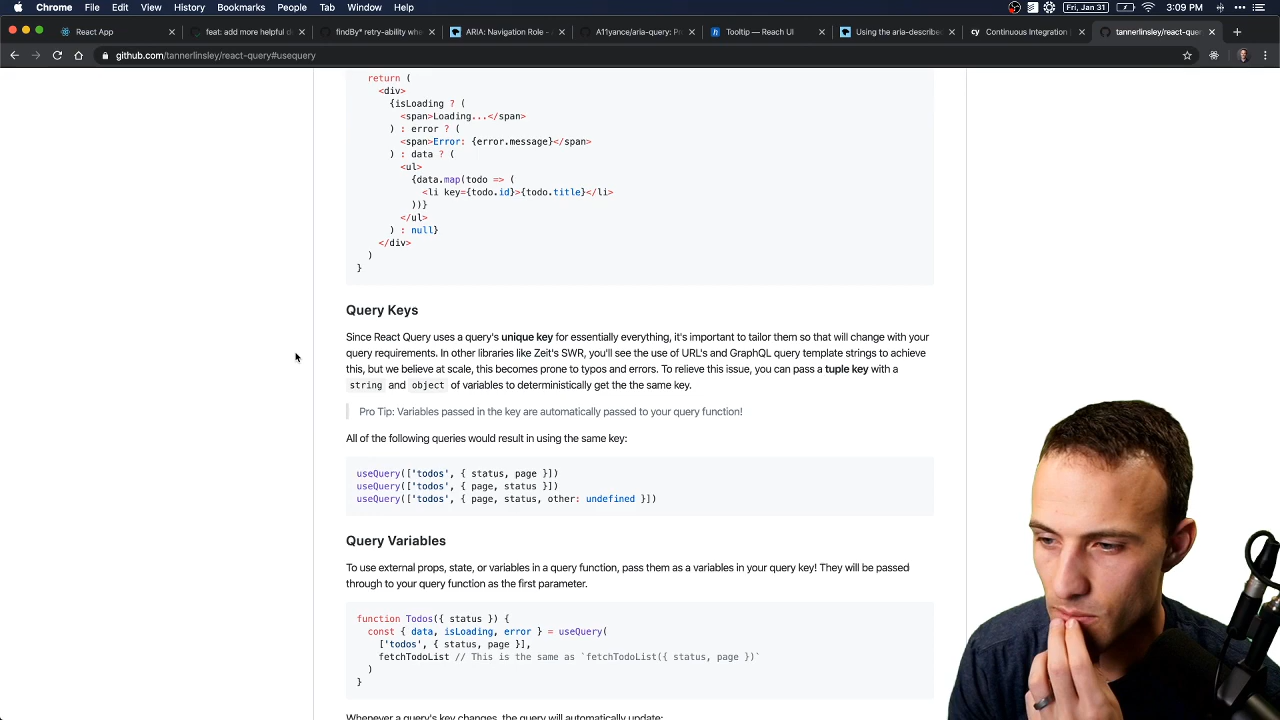 Chrome File Edit View History Bookmarks People Tab Window Help Fri Jan 31 3:09 PM
React App feat: add more helpful d findBy* retry-ability whe ARIA: Navigation Role - A11yance/aria-query: Pr Tooltip — Reach UI Using the aria-describe Continuous Integration tannerlinsley/react-quer
github.com/tannerlinsley/react-query#usequery
return (
<div>
{isLoading ? (
<span>Loading...</span>
) : error ? (
<span>Error: {error.message}</span>
) : data ? (
<ul>
{data.map(todo => (
<li key={todo.id}>{todo.title}</li>
))}
</ul>
) : null}
</div>
)
}
Query Keys
Since React Query uses a query's unique key for essentially everything, it's important to tailor them so that will change with your
query requirements. In other libraries like Zeit's SWR, you'll see the use of URL's and GraphQL query template strings to achieve
this, but we believe at scale, this becomes prone to typos and errors. To relieve this issue, you can pass a tuple key with a
string and object of variables to deterministically get the the same key.
Pro Tip: Variables passed in the key are automatically passed to your query function!
All of the following queries would result in using the same key:
useQuery(['todos', { status, page }])
useQuery(['todos', { page, status }])
useQuery(['todos', { page, status, other: undefined }])
Query Variables
To use external props, state, or variables in a query function, pass them as a variables in your query key! They will be passed
through to your query function as the first parameter.
function Todos({ status }) {
const { data, isLoading, error } = useQuery(
['todos', { status, page }],
fetchTodoList // This is the same as `fetchTodoList({ status, page })`
)
}
Whenever a query's key changes, the query will automatically update: